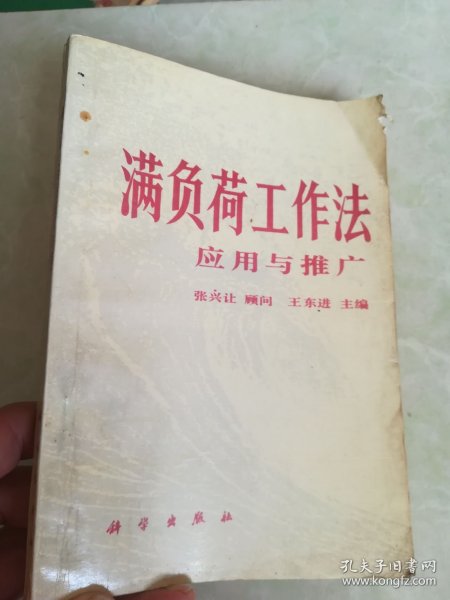 满负荷工作法
应用与推广
张兴让 顾问 王东进 主编
科学出版社
孔夫子旧书网
www.kongfz.com